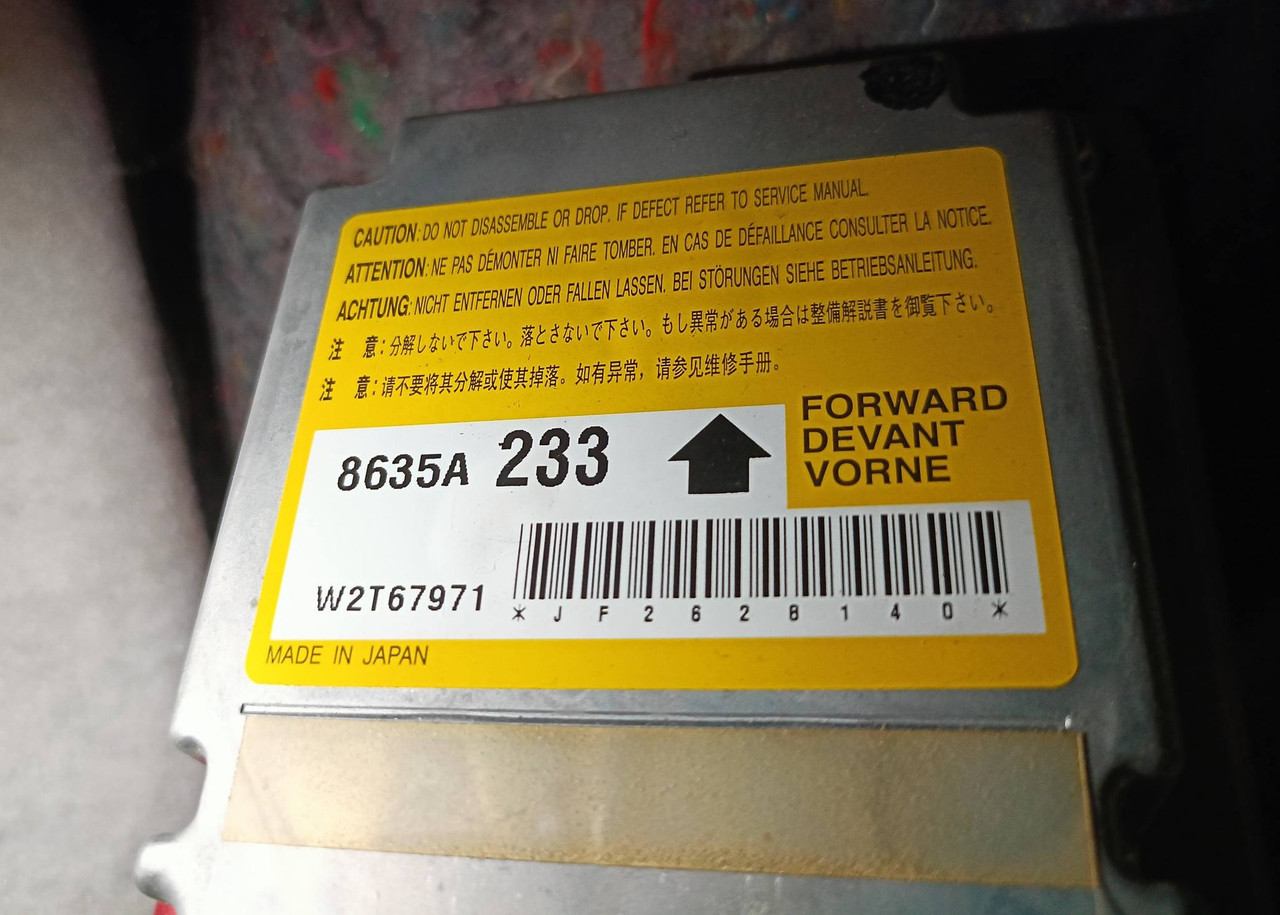 CAUTION: DO NOT DISASSEMBLE OR DROP. IF DEFECT REFER TO SERVICE MANUAL.
ATTENTION: NE PAS DÉMONTER NI FAIRE TOMBER. EN CAS DE DÉFAILLANCE CONSULTER LA NOTICE.
ACHTUNG: NICHT ENTFERNEN ODER FALLEN LASSEN. BEI STÖRUNGEN SIEHE BETRIEBSANLEITUNG.
注 意：分解しないで下さい。落とさないで下さい。もし異常がある場合は整備解説書を御覧下さい。
注 意：请不要将其分解或使其掉落。如有异常，请参见维修手册。
8635A 233
FORWARD
DEVANT
VORNE
W2T67971
*JF2628140*
MADE IN JAPAN